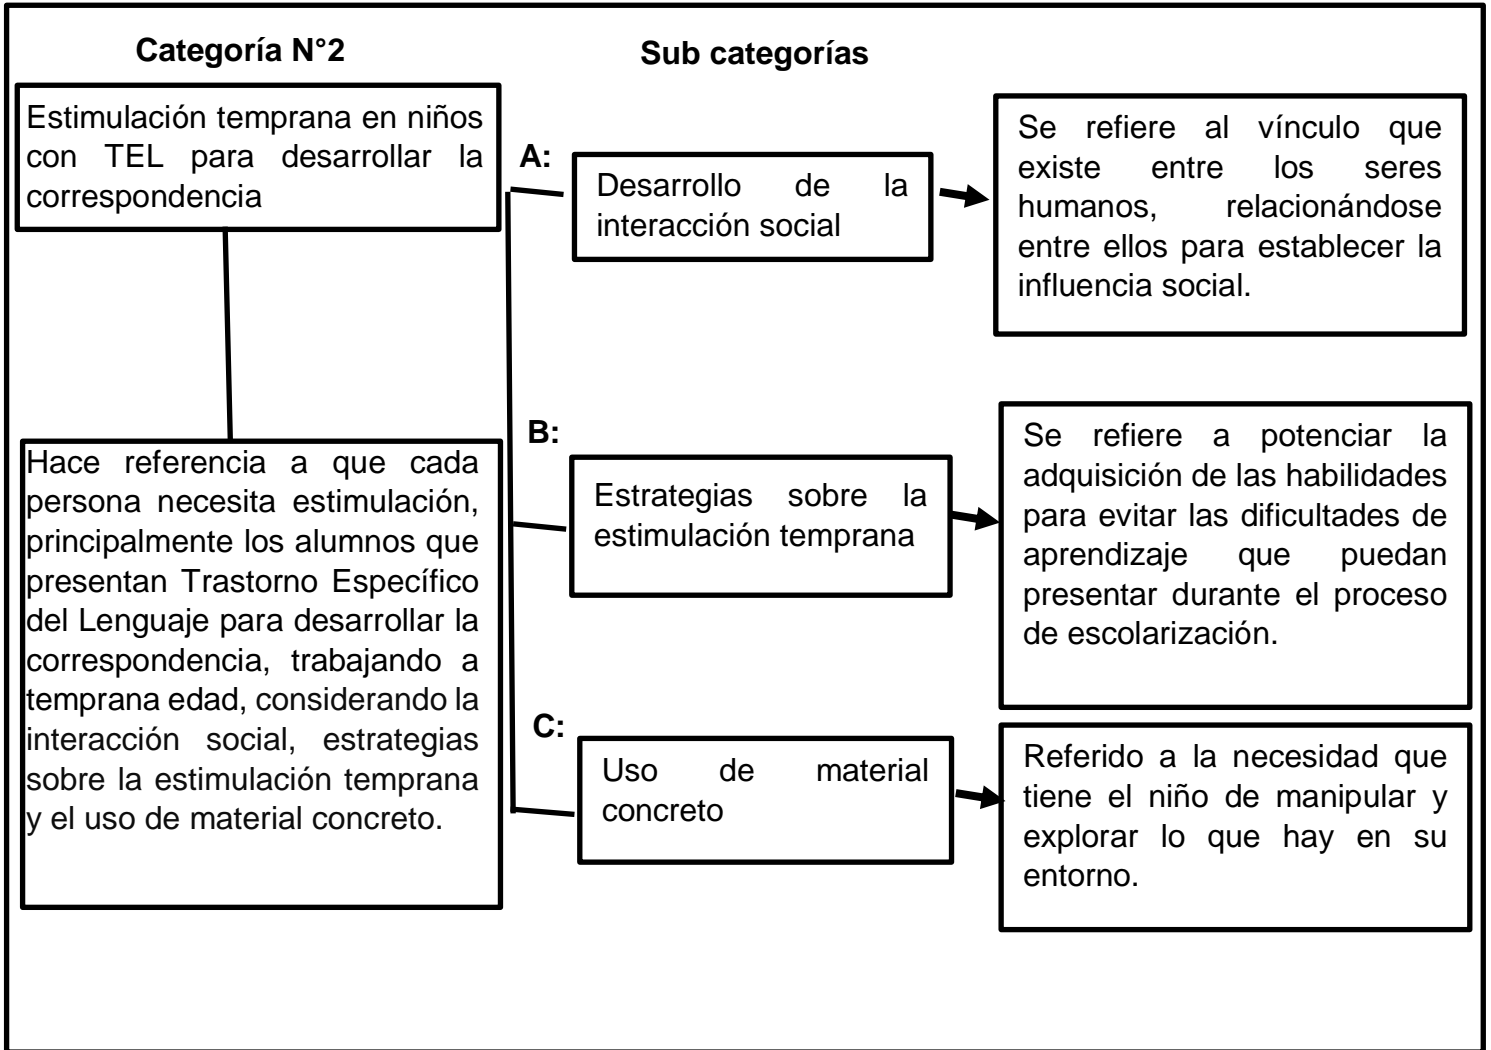 Categoría N°2
Sub categorías
Estimulación temprana en niños
con TEL para desarrollar la
correspondencia
Hace referencia a que cada
persona necesita estimulación,
principalmente los alumnos que
presentan Trastorno Específico
del Lenguaje para desarrollar la
correspondencia, trabajando a
temprana edad, considerando la
interacción social, estrategias
sobre la estimulación temprana
y el uso de material concreto.
A:
Desarrollo de la
interacción social
Se refiere al vínculo que
existe entre los seres
humanos, relacionándose
entre ellos para establecer la
influencia social.
B:
Estrategias sobre la
estimulación temprana
Se refiere a potenciar la
adquisición de las habilidades
para evitar las dificultades de
aprendizaje que puedan
presentar durante el proceso
de escolarización.
C:
Uso de material
concreto
Referido a la necesidad que
tiene el niño de manipular y
explorar lo que hay en su
entorno.